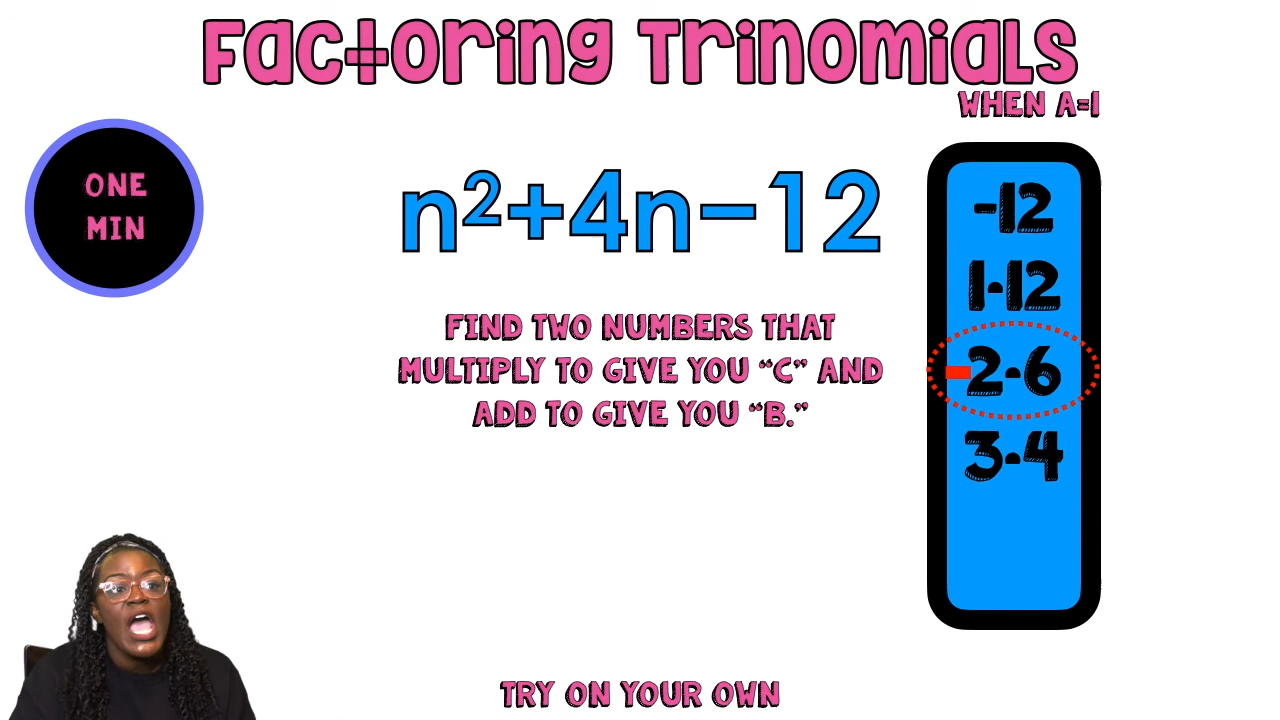 Factoring Trinomials
WHEN A=1
ONE
MIN
n²+4n−12
FIND TWO NUMBERS THAT
MULTIPLY TO GIVE YOU “C” AND
ADD TO GIVE YOU “B.”
-12
1·12
-2·6
3·4
TRY ON YOUR OWN